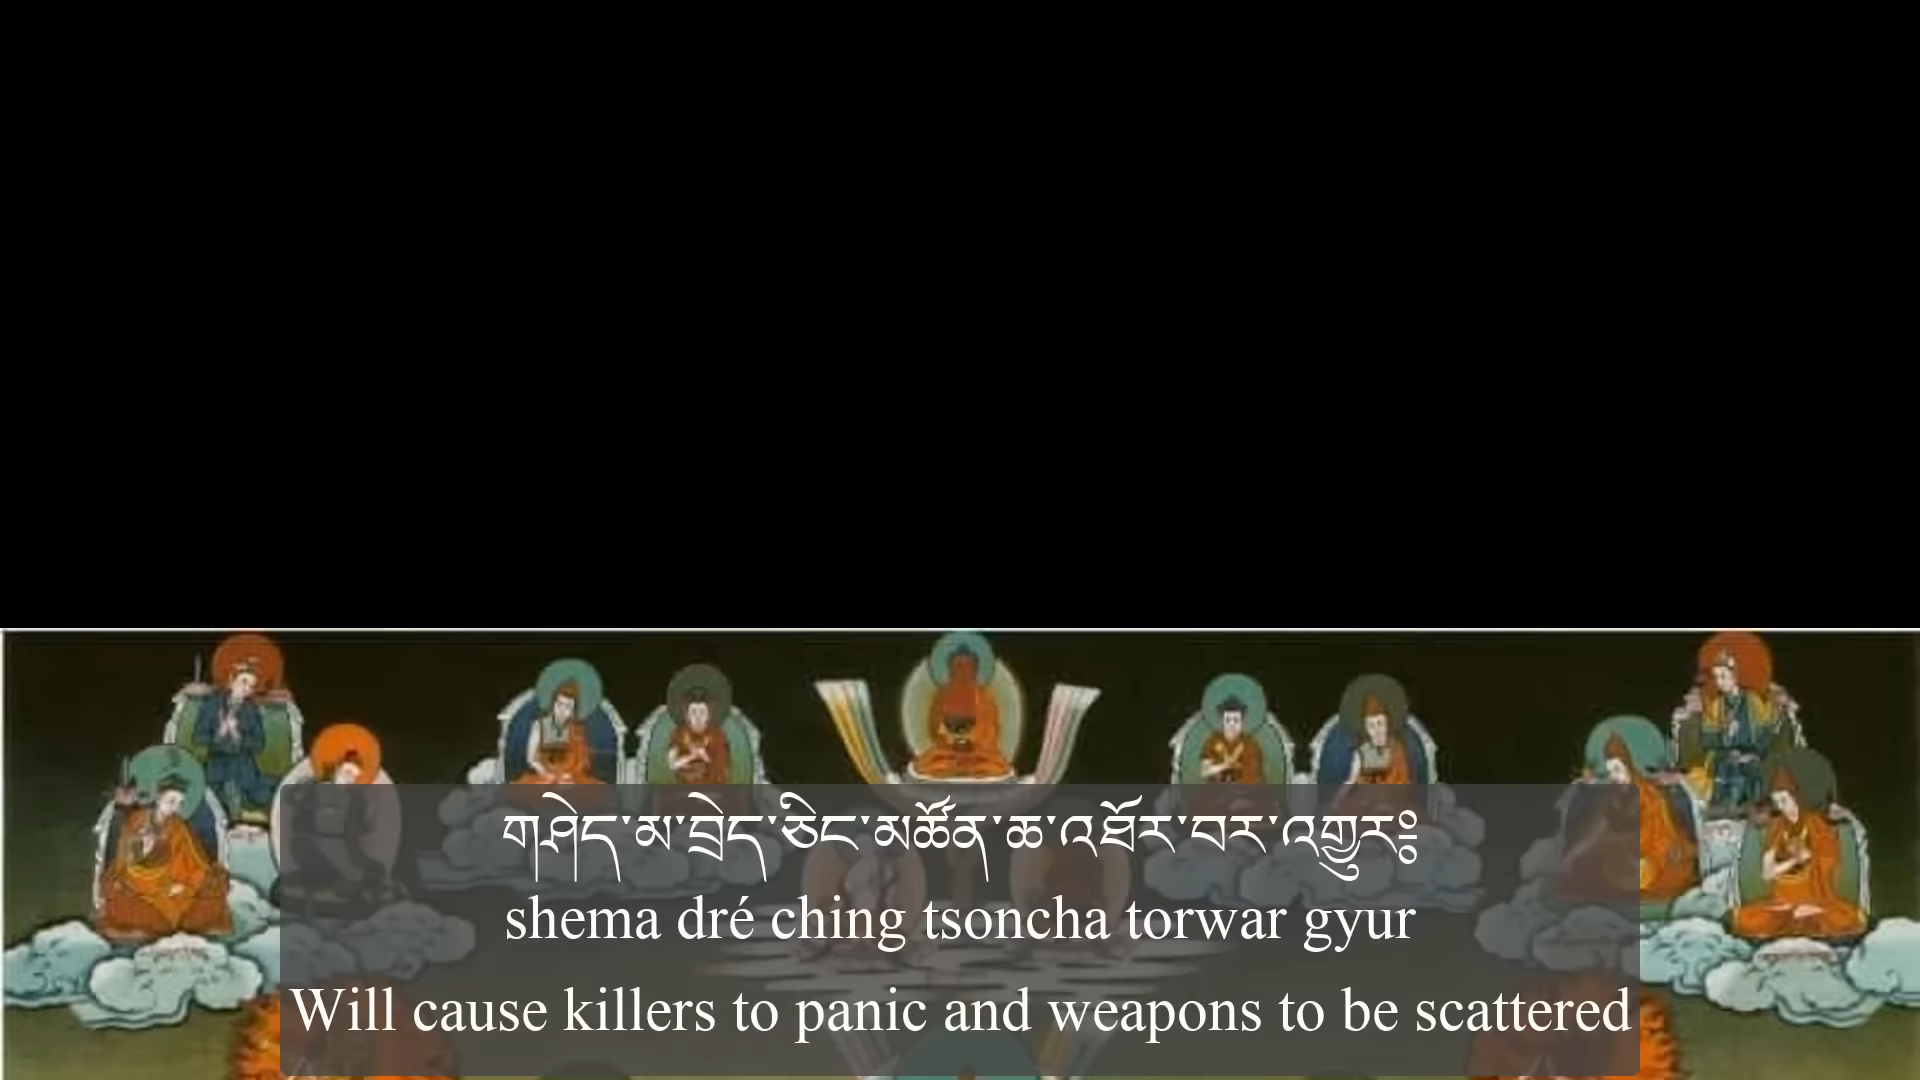 གཤེད་མ་བྲེད་ཅིང་མཚོན་ཆ་འཐོར་བར་འགྱུར༔
shema dré ching tsoncha torwar gyur
Will cause killers to panic and weapons to be scattered